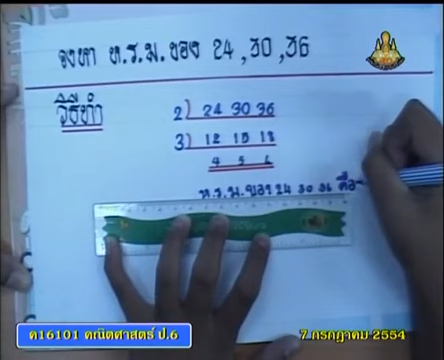 จงหา ห.ร.ม.ของ 24 , 30 , 36
วิธีทำ
2) 24 30 36
3) 12 15 18
4 5 6
ห.ร.ม.ของ 24 30 36 คือ
ค16101 คณิตศาสตร์ ป.6
7 กรกฎาคม 2554